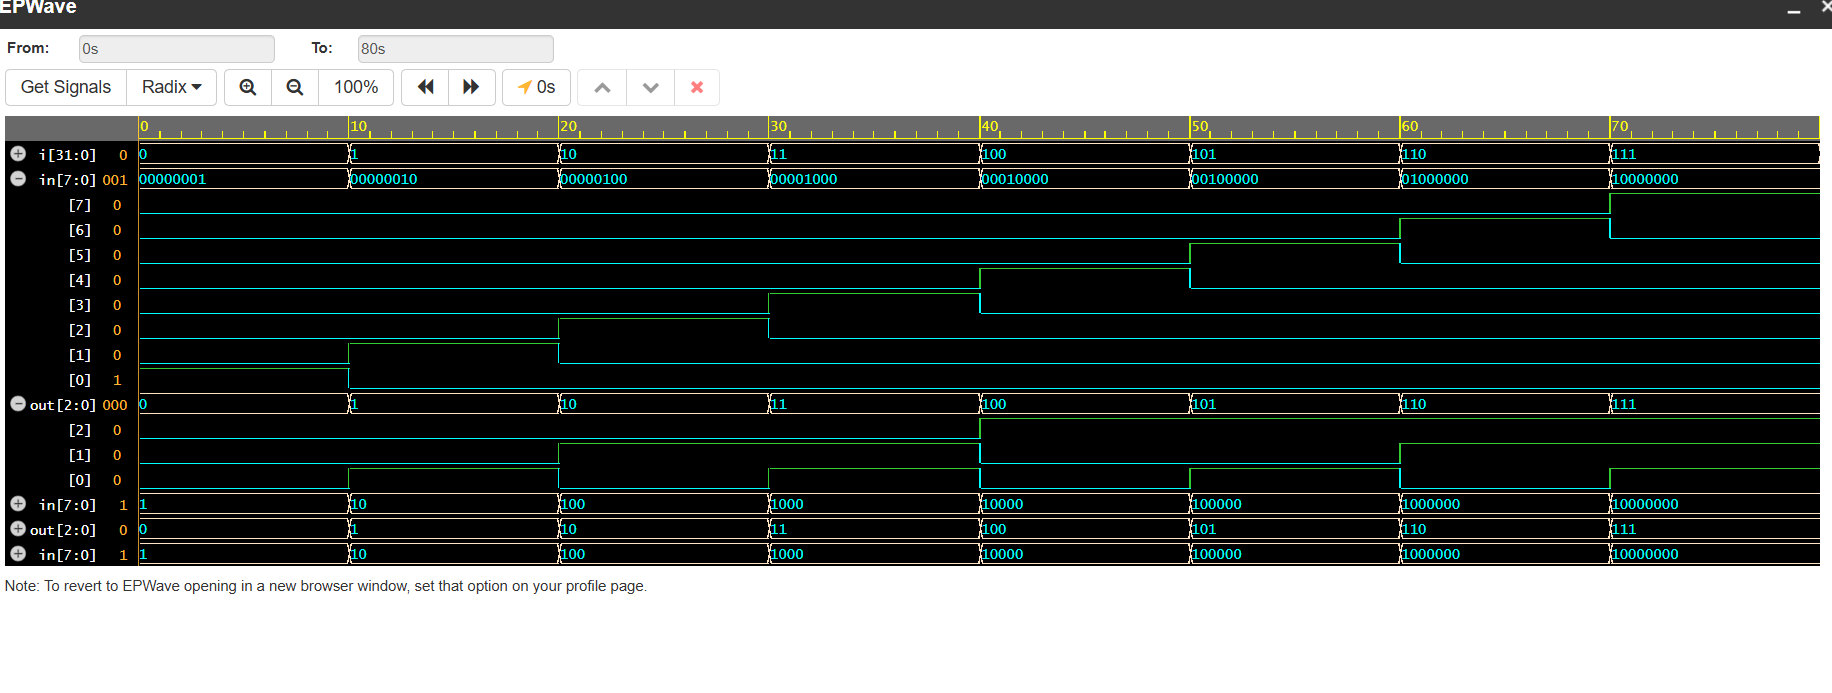 EPWave
From: 0s To: 80s
Get Signals Radix 100% 0s
0 10 20 30 40 50 60 70
i[31:0] 0 0 1 10 11 100 101 110 111
in[7:0] 001 00000001 00000010 00000100 00001000 00010000 00100000 01000000 10000000
[7] 0
[6] 0
[5] 0
[4] 0
[3] 0
[2] 0
[1] 0
[0] 1
out[2:0] 000 0 1 10 11 100 101 110 111
[2] 0
[1] 0
[0] 0
in[7:0] 1 1 10 100 1000 10000 100000 1000000 10000000
out[2:0] 0 0 1 10 11 100 101 110 111
in[7:0] 1 1 10 100 1000 10000 100000 1000000 10000000
Note: To revert to EPWave opening in a new browser window, set that option on your profile page.